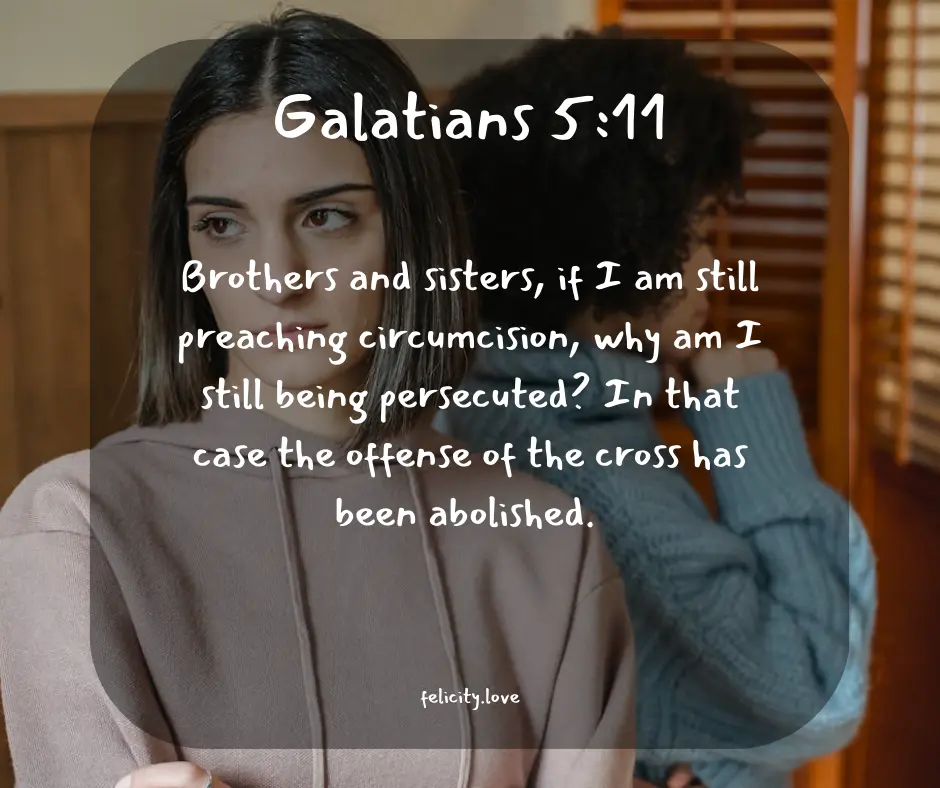 Galatians 5:11
Brothers and sisters, if I am still
preaching circumcision, why am I
still being persecuted? In that
case the offense of the cross has
been abolished.
felicity.love